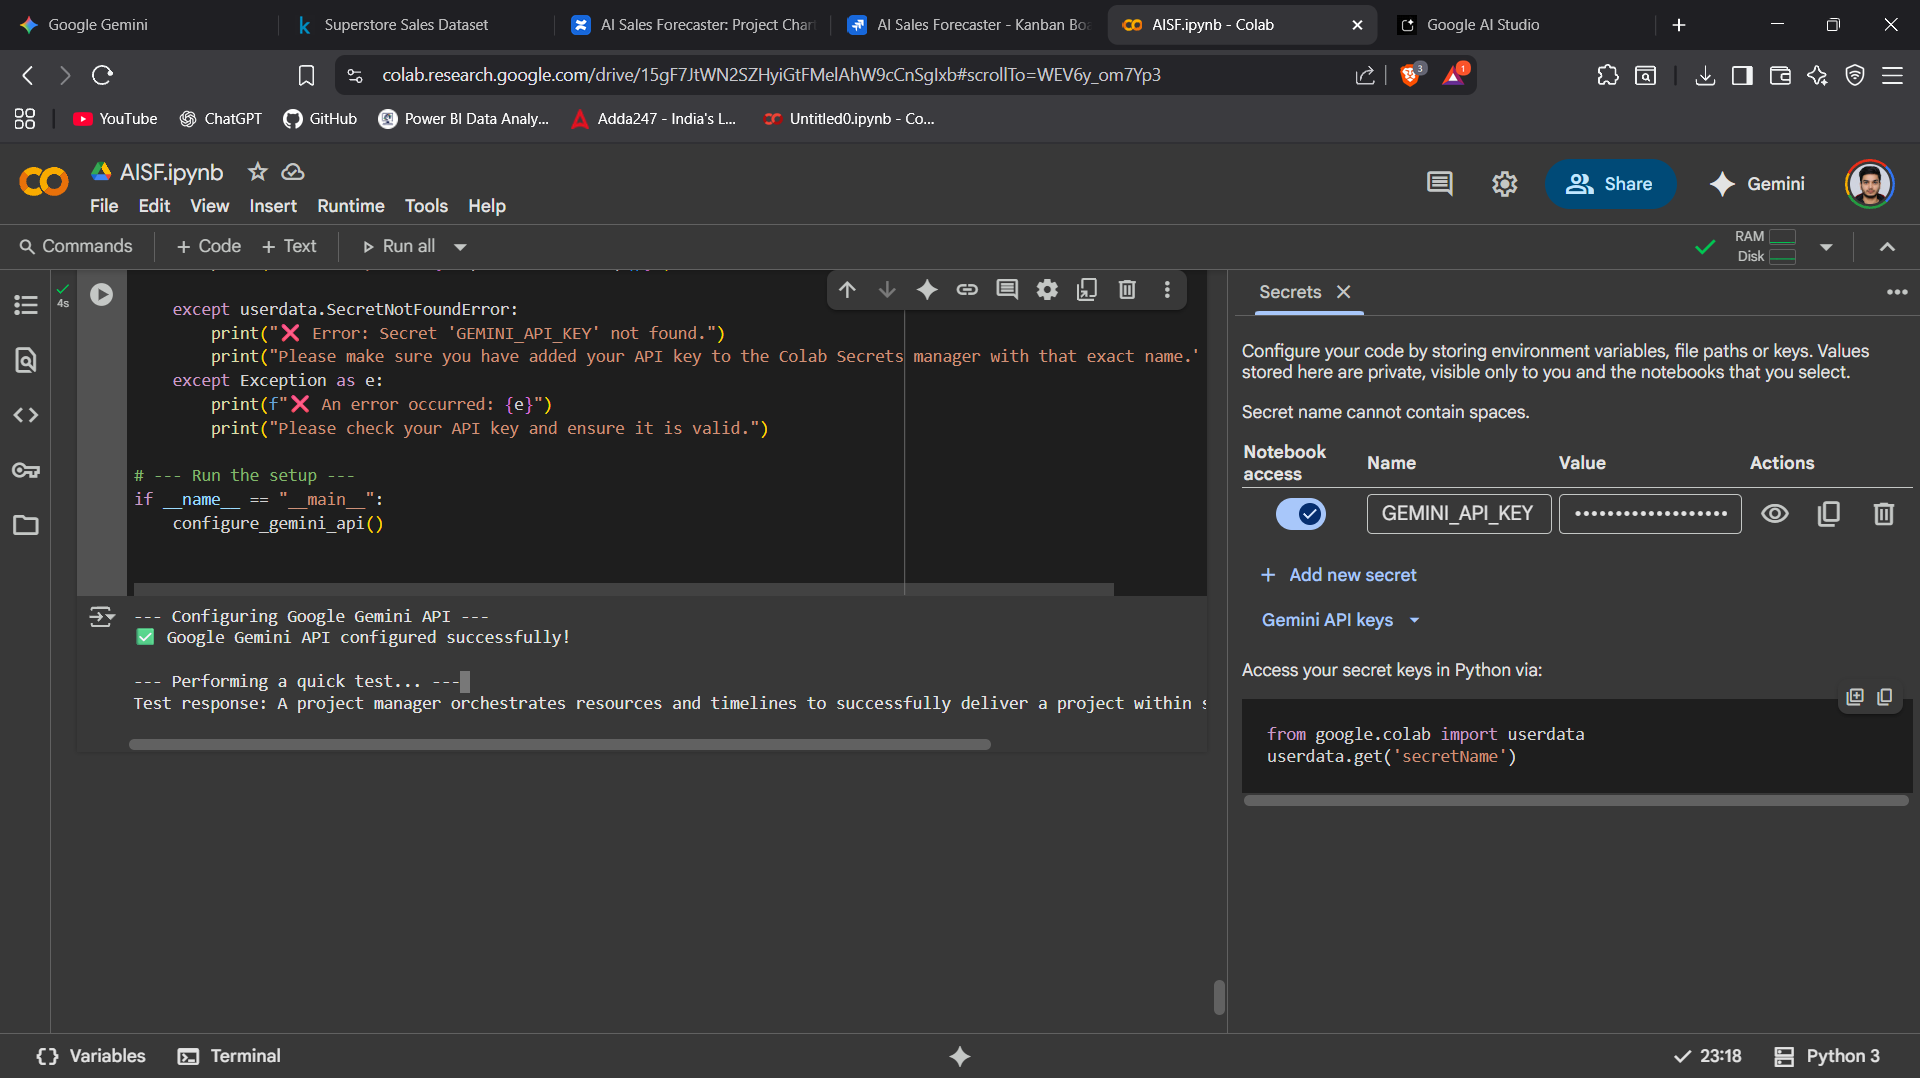 Google Gemini
Superstore Sales Dataset
AI Sales Forecaster: Project Char
AI Sales Forecaster - Kanban Boa
AISF.ipynb - Colab
Google AI Studio
colab.research.google.com/drive/15gF7JtWN2SZHyiGtFMelAhW9cCnSglxb#scrollTo=WEV6y_om7Yp3
3
1
YouTube
ChatGPT
GitHub
Power BI Data Analy...
Adda247 - India's L...
Untitled0.ipynb - Co...
AISF.ipynb
File Edit View Insert Runtime Tools Help
Share
Gemini
Commands
+ Code + Text
Run all
RAM
Disk
4s
except userdata.SecretNotFoundError:
print("❌ Error: Secret 'GEMINI_API_KEY' not found.")
print("Please make sure you have added your API key to the Colab Secrets manager with that exact name."
except Exception as e:
print(f"❌ An error occurred: {e}")
print("Please check your API key and ensure it is valid.")
# --- Run the setup ---
if __name__ == "__main__":
configure_gemini_api()
--- Configuring Google Gemini API ---
✅ Google Gemini API configured successfully!
--- Performing a quick test... ---
Test response: A project manager orchestrates resources and timelines to successfully deliver a project within s
Secrets
Configure your code by storing environment variables, file paths or keys. Values
stored here are private, visible only to you and the notebooks that you select.
Secret name cannot contain spaces.
Notebook access Name Value Actions
GEMINI_API_KEY ••••••••••••••••••••
+ Add new secret
Gemini API keys
Access your secret keys in Python via:
from google.colab import userdata
userdata.get('secretName')
Variables
Terminal
23:18
Python 3